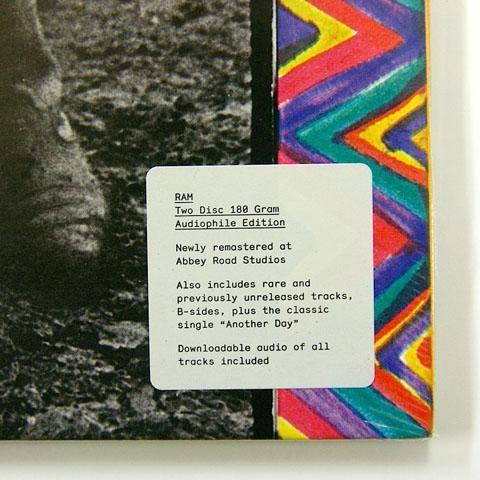 RAM
Two Disc 180 Gram
Audiophile Edition
Newly remastered at
Abbey Road Studios
Also includes rare and
previously unreleased tracks,
B-sides, plus the classic
single “Another Day”
Downloadable audio of all
tracks included